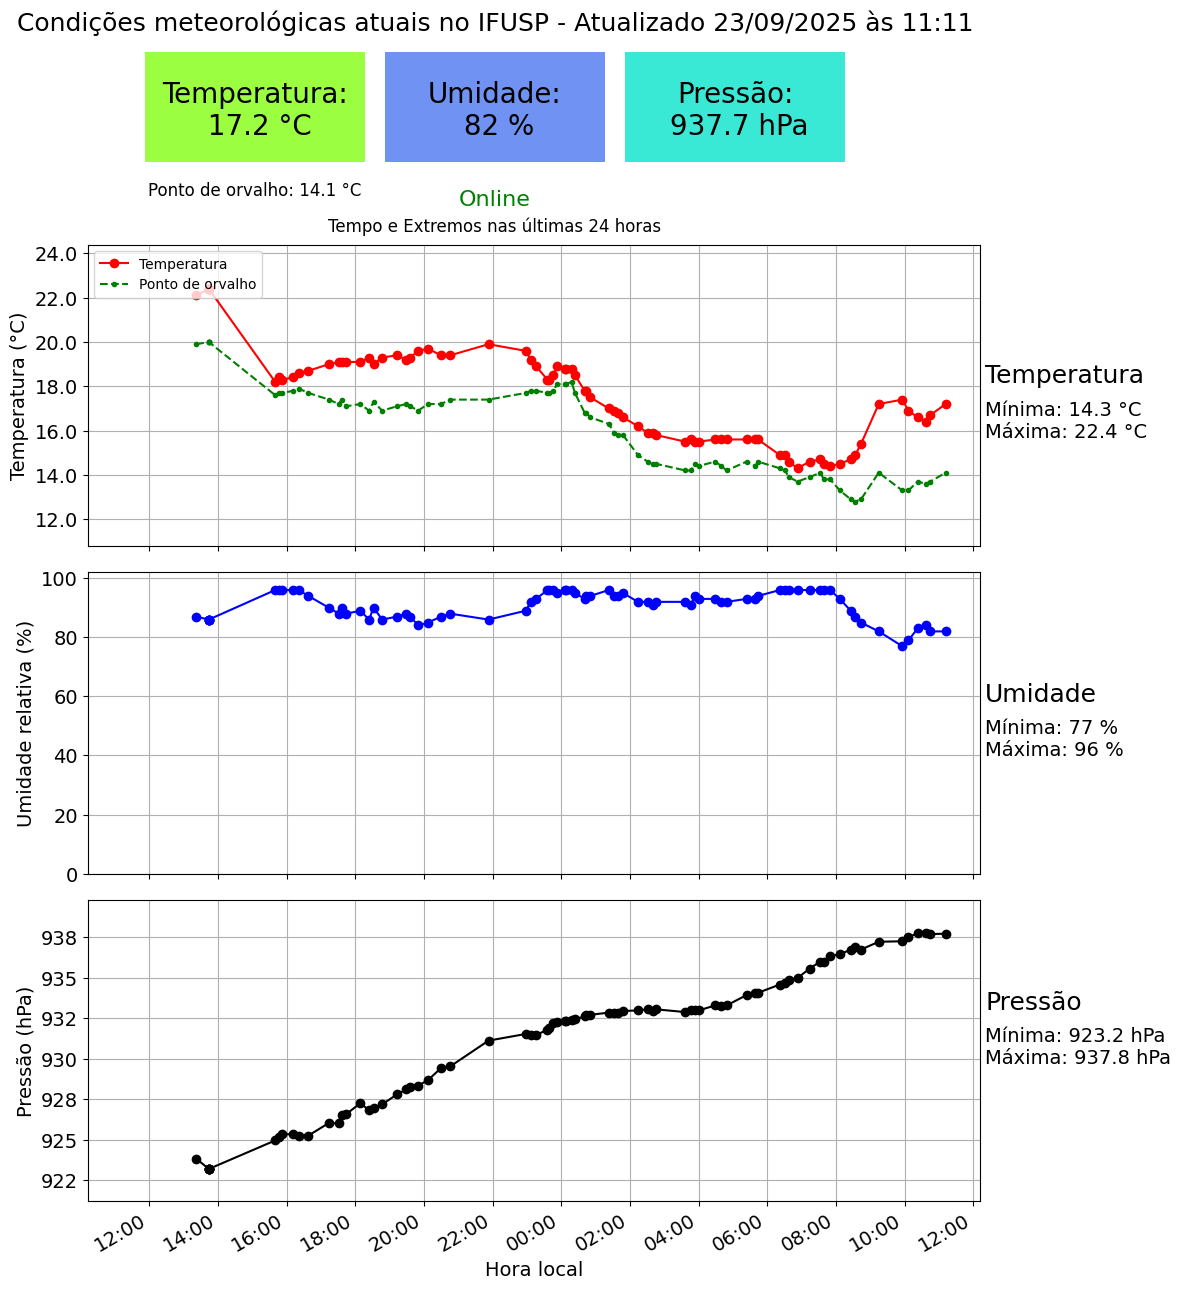 Condições meteorológicas atuais no IFUSP - Atualizado 23/09/2025 às 11:11
Temperatura:
17.2 °C
Umidade:
82 %
Pressão:
937.7 hPa
Ponto de orvalho: 14.1 °C
Online
Tempo e Extremos nas últimas 24 horas
Temperatura (°C)
24.0
22.0
20.0
18.0
16.0
14.0
12.0
Temperatura
Ponto de orvalho
Temperatura
Mínima: 14.3 °C
Máxima: 22.4 °C
Umidade relativa (%)
100
80
60
40
20
0
Umidade
Mínima: 77 %
Máxima: 96 %
Pressão (hPa)
938
935
932
930
928
925
922
Pressão
Mínima: 923.2 hPa
Máxima: 937.8 hPa
12:00
14:00
16:00
18:00
20:00
22:00
00:00
02:00
04:00
06:00
08:00
10:00
12:00
Hora local